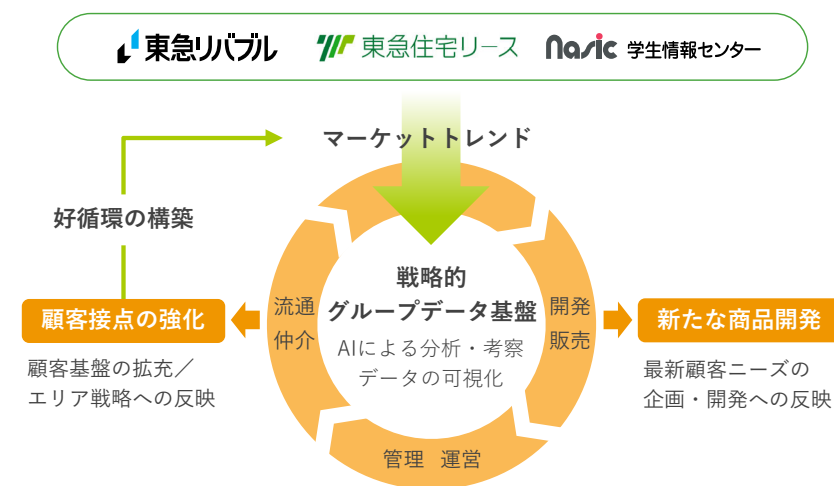 東急リバブル
東急住宅リース
nasic 学生情報センター
マーケットトレンド
好循環の構築
戦略的
グループデータ基盤
AIによる分析・考察
データの可視化
流通
仲介
開発
販売
管理 運営
顧客接点の強化
顧客基盤の拡充／
エリア戦略への反映
新たな商品開発
最新顧客ニーズの
企画・開発への反映